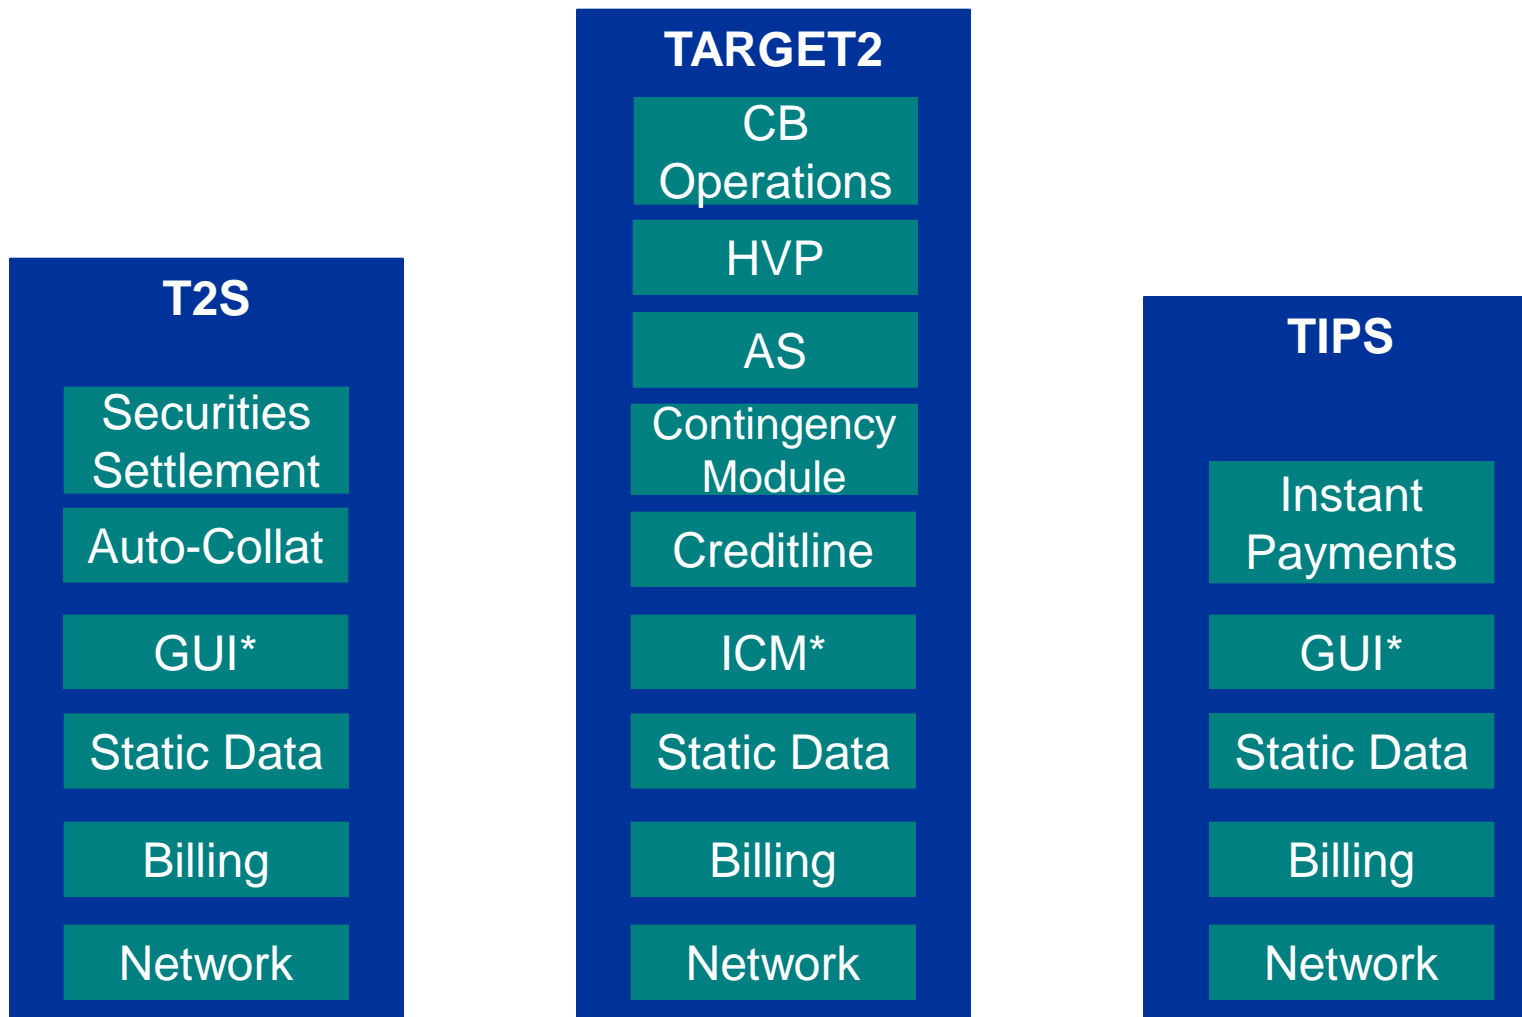 T2S
Securities
Settlement
Auto-Collat
GUI*
Static Data
Billing
Network
TARGET2
CB
Operations
HVP
AS
Contingency
Module
Creditline
ICM*
Static Data
Billing
Network
TIPS
Instant
Payments
GUI*
Static Data
Billing
Network